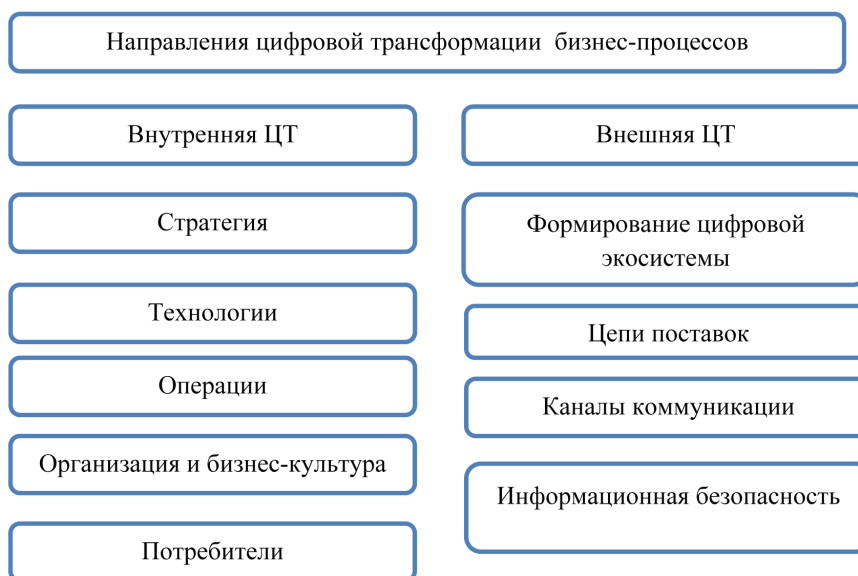 Направления цифровой трансформации бизнес-процессов
Внутренняя ЦТ
Стратегия
Технологии
Операции
Организация и бизнес-культура
Потребители
Внешняя ЦТ
Формирование цифровой
экосистемы
Цепи поставок
Каналы коммуникации
Информационная безопасность